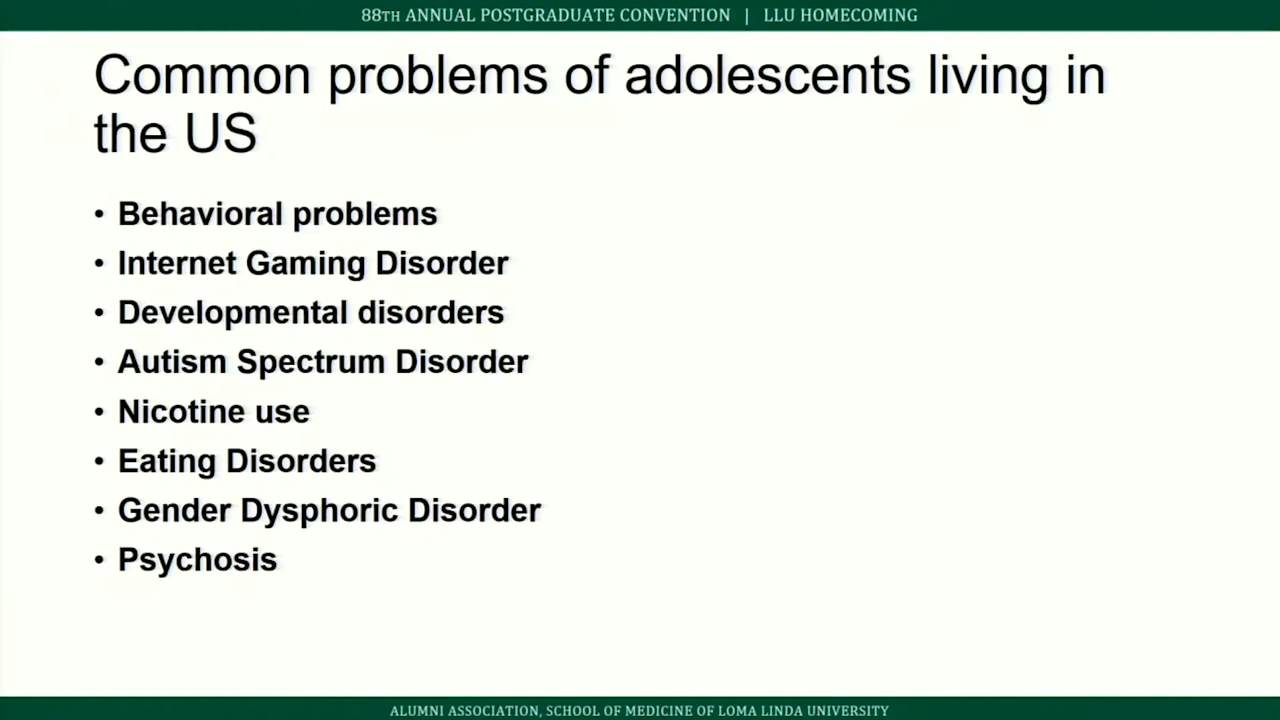 88TH ANNUAL POSTGRADUATE CONVENTION | LLU HOMECOMING
Common problems of adolescents living in
the US
• Behavioral problems
• Internet Gaming Disorder
• Developmental disorders
• Autism Spectrum Disorder
• Nicotine use
• Eating Disorders
• Gender Dysphoric Disorder
• Psychosis
ALUMNI ASSOCIATION, SCHOOL OF MEDICINE OF LOMA LINDA UNIVERSITY